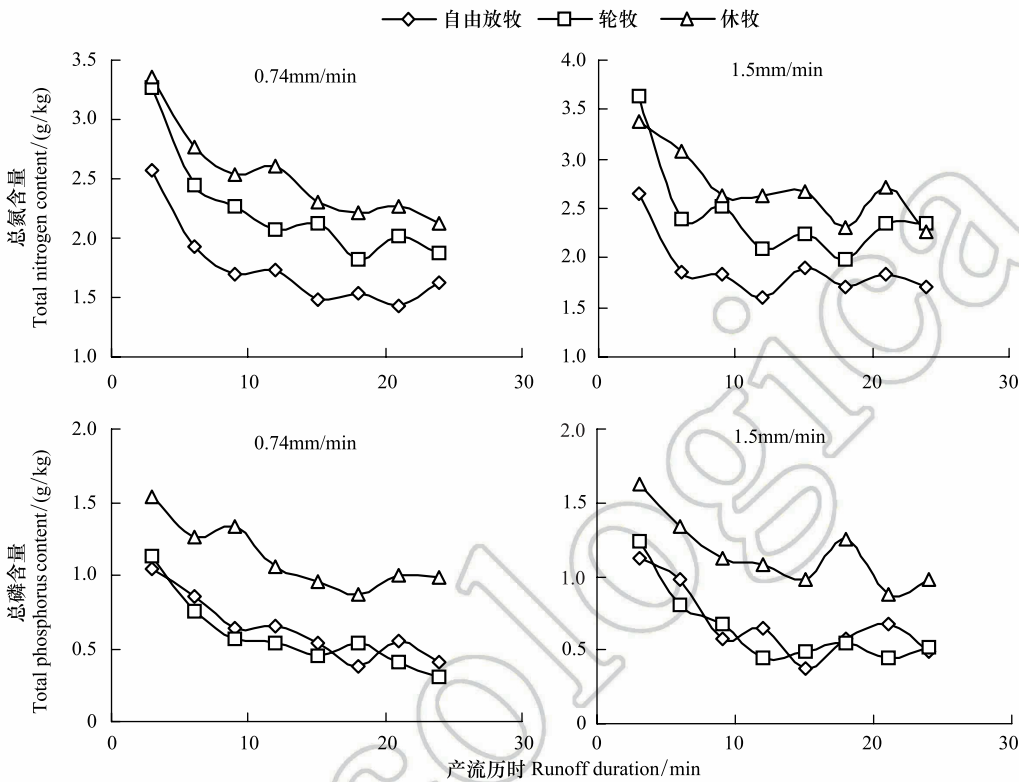 自由放牧 轮牧 休牧
0.74mm/min
1.5mm/min
总氮含量
Total nitrogen content/(g/kg)
3.5
3.0
2.5
2.0
1.5
1.0
0 10 20 30
4.0
3.5
3.0
2.5
2.0
1.5
1.0
0 10 20 30
0.74mm/min
1.5mm/min
总磷含量
Total phosphorus content/(g/kg)
2.0
1.5
1.0
0.5
0
0 10 20 30
2.0
1.5
1.0
0.5
0
0 10 20 30
产流历时 Runoff duration/min
ological